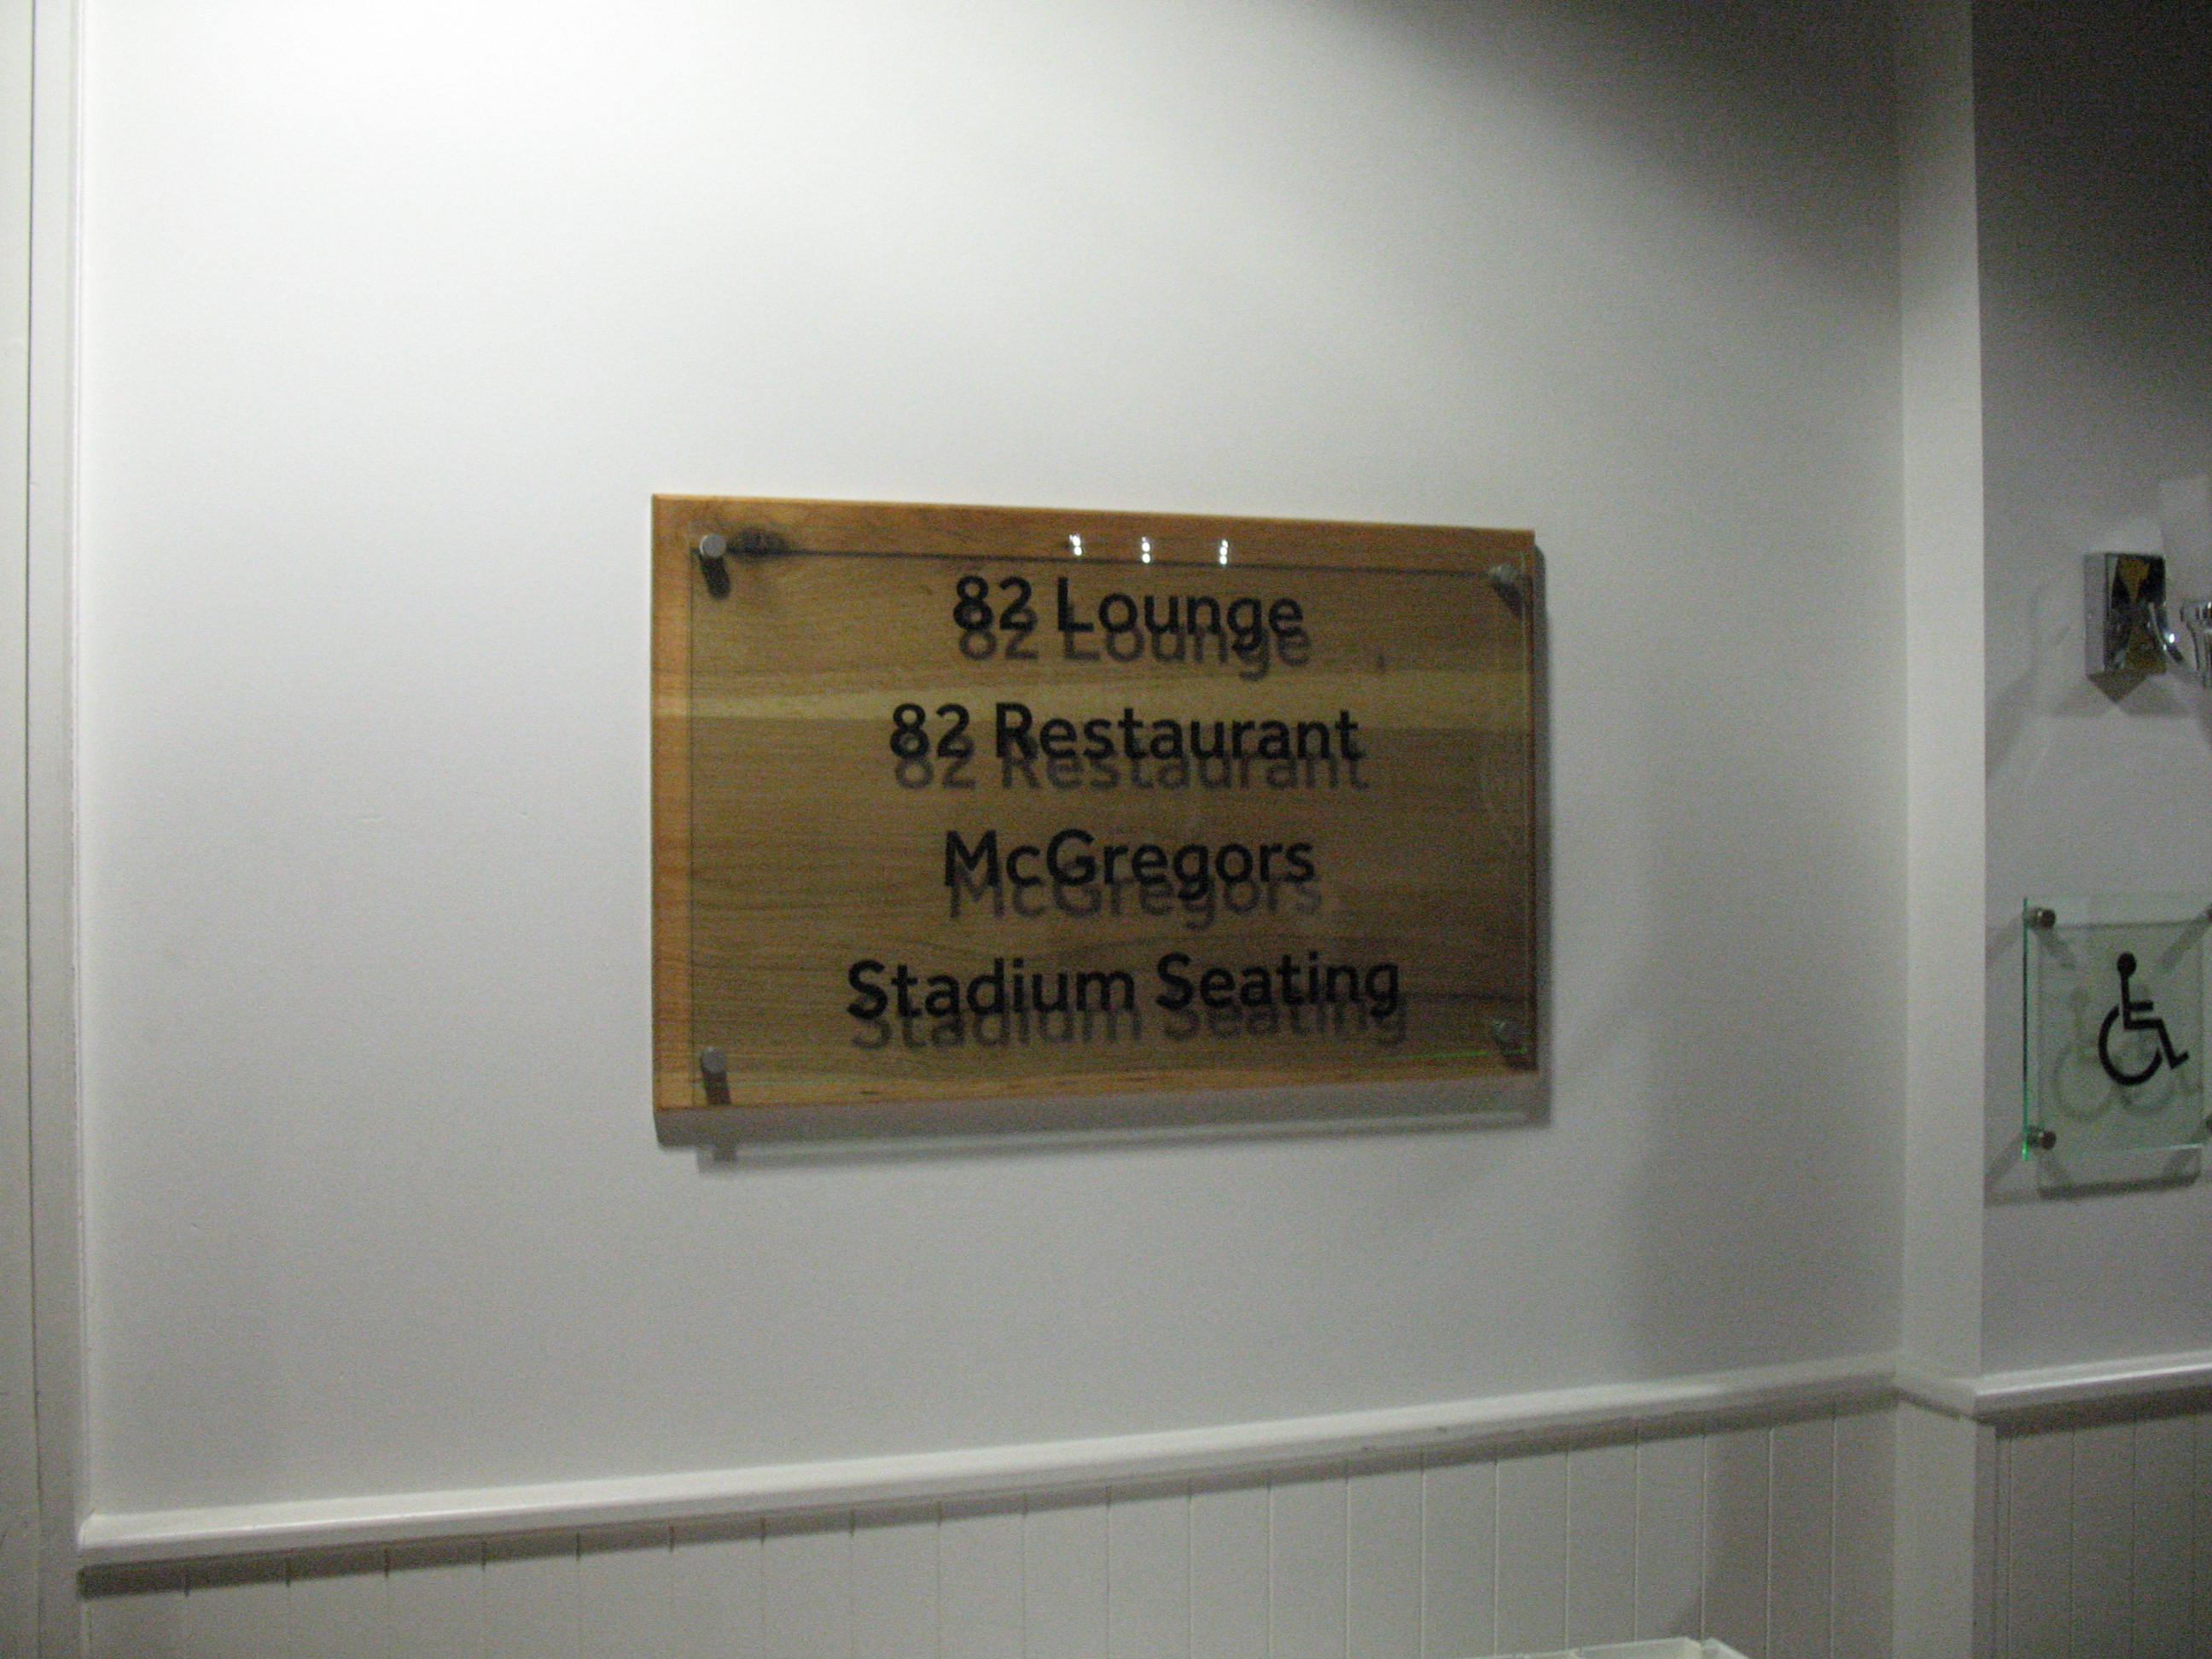 82 Lounge
82 Restaurant
McGregors
Stadium Seating